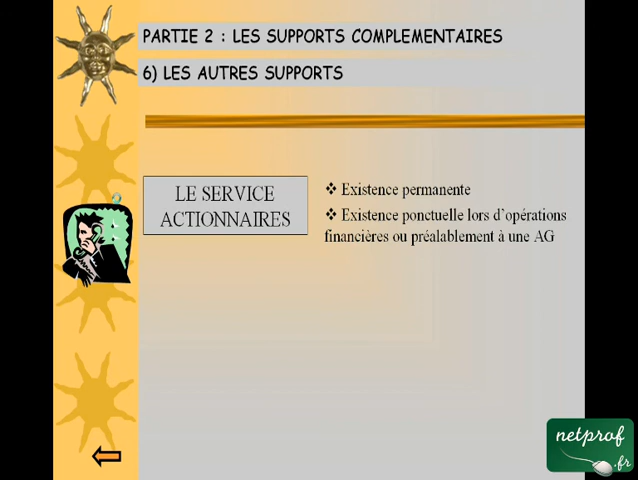 PARTIE 2 : LES SUPPORTS COMPLEMENTAIRES
6) LES AUTRES SUPPORTS
LE SERVICE
ACTIONNAIRES
❖ Existence permanente
❖ Existence ponctuelle lors d'opérations
financières ou préalablement à une AG
netprof
.fr